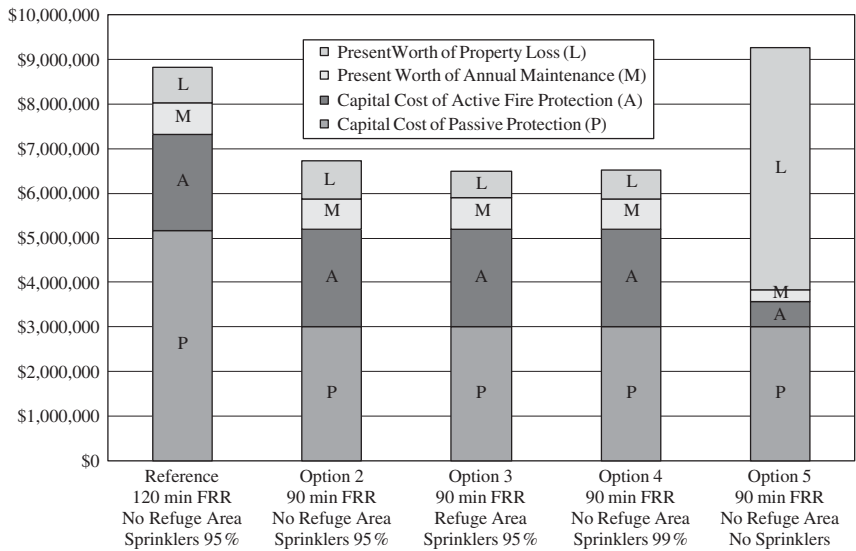 $10,000,000
$9,000,000
$8,000,000
$7,000,000
$6,000,000
$5,000,000
$4,000,000
$3,000,000
$2,000,000
$1,000,000
$0
Present Worth of Property Loss (L)
Present Worth of Annual Maintenance (M)
Capital Cost of Active Fire Protection (A)
Capital Cost of Passive Protection (P)
L
M
A
P
L
M
A
P
L
M
A
P
L
M
A
P
L
M
A
P
Reference
120 min FRR
No Refuge Area
Sprinklers 95%
Option 2
90 min FRR
No Refuge Area
Sprinklers 95%
Option 3
90 min FRR
Refuge Area
Sprinklers 95%
Option 4
90 min FRR
No Refuge Area
Sprinklers 99%
Option 5
90 min FRR
No Refuge Area
No Sprinklers